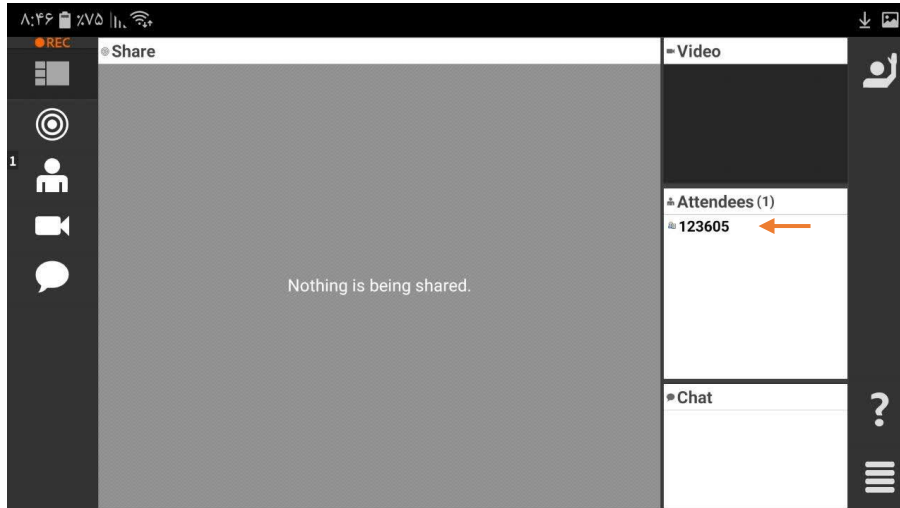 ۸:۴۶ ٪۷۵
REC
Share
Video
1
Attendees (1)
123605
Nothing is being shared.
Chat
?